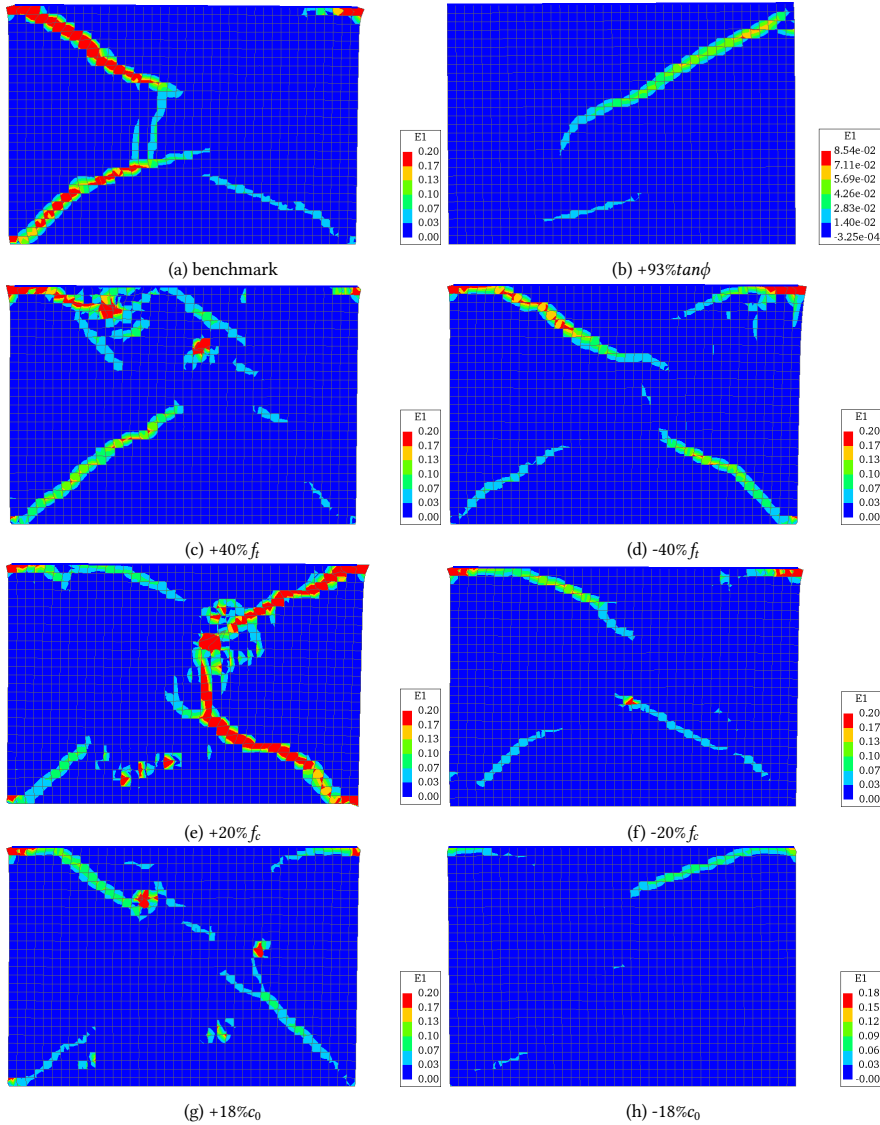 E1
0.20
0.17
0.13
0.10
0.07
0.03
0.00
(a) benchmark
E1
8.54e-02
7.11e-02
5.69e-02
4.26e-02
2.83e-02
1.40e-02
-3.25e-04
(b) +93%tanϕ
E1
0.20
0.17
0.13
0.10
0.07
0.03
0.00
(c) +40%fₜ
E1
0.20
0.17
0.13
0.10
0.07
0.03
0.00
(d) -40%fₜ
E1
0.20
0.17
0.13
0.10
0.07
0.03
0.00
(e) +20%f_c
E1
0.20
0.17
0.13
0.10
0.07
0.03
0.00
(f) -20%f_c
E1
0.20
0.17
0.13
0.10
0.07
0.03
0.00
(g) +18%c₀
E1
0.18
0.15
0.12
0.09
0.06
0.03
-0.00
(h) -18%c₀